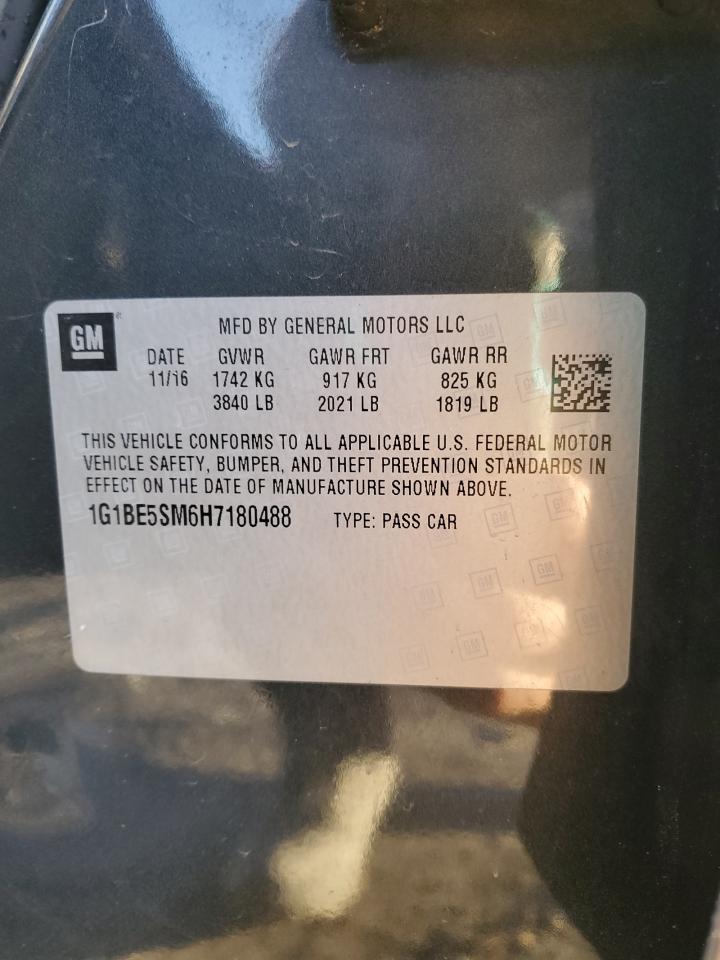 GM
MFD BY GENERAL MOTORS LLC
DATE GVWR GAWR FRT GAWR RR
11/16 1742 KG 917 KG 825 KG
3840 LB 2021 LB 1819 LB
THIS VEHICLE CONFORMS TO ALL APPLICABLE U.S. FEDERAL MOTOR
VEHICLE SAFETY, BUMPER, AND THEFT PREVENTION STANDARDS IN
EFFECT ON THE DATE OF MANUFACTURE SHOWN ABOVE.
1G1BE5SM6H7180488 TYPE: PASS CAR